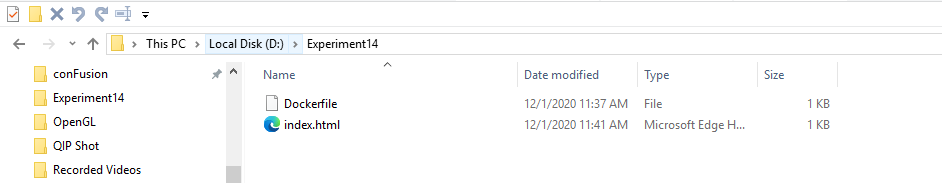 This PC > Local Disk (D:) > Experiment14
conFusion
Experiment14
OpenGL
QIP Shot
Recorded Videos
Name Date modified Type Size
Dockerfile 12/1/2020 11:37 AM File 1 KB
index.html 12/1/2020 11:41 AM Microsoft Edge H... 1 KB